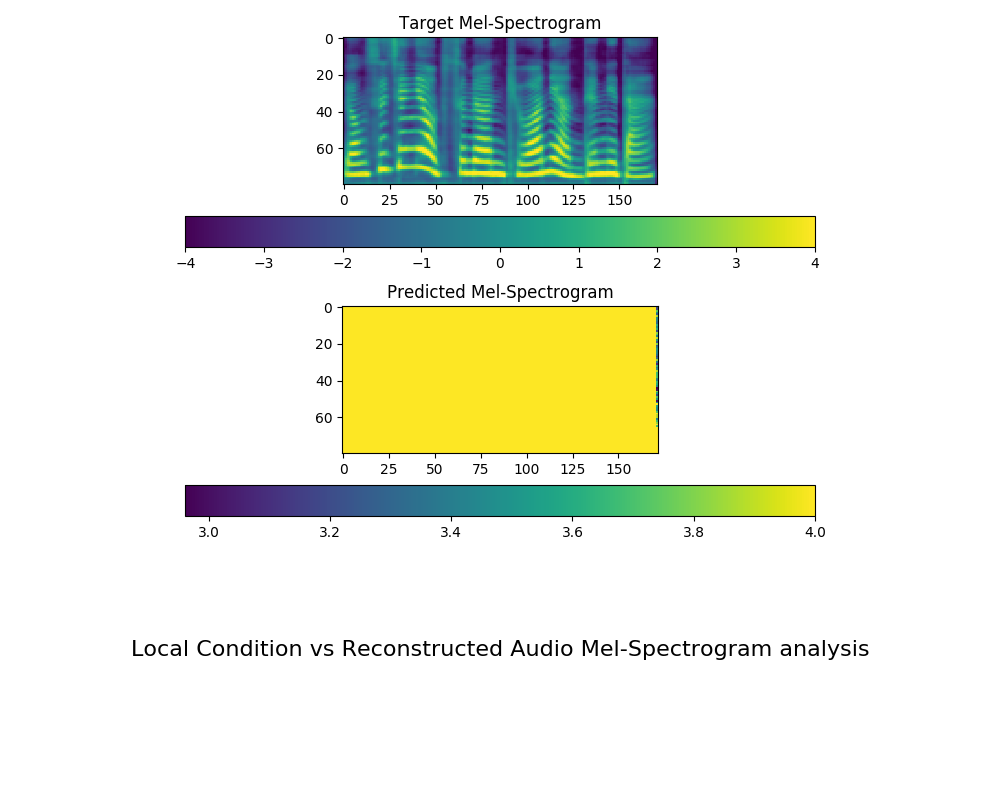 Target Mel-Spectrogram
0
20
40
60
0 25 50 75 100 125 150
−4 −3 −2 −1 0 1 2 3 4
Predicted Mel-Spectrogram
0
20
40
60
0 25 50 75 100 125 150
3.0 3.2 3.4 3.6 3.8 4.0
Local Condition vs Reconstructed Audio Mel-Spectrogram analysis